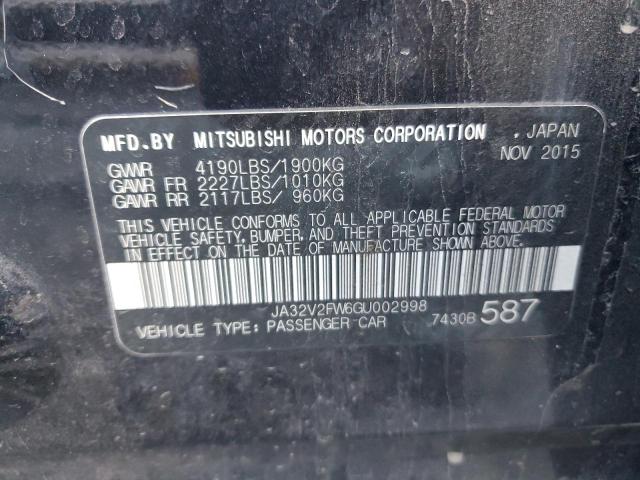 MFD.BY MITSUBISHI MOTORS CORPORATION . JAPAN
NOV 2015
GVWR 4190LBS/1900KG
GAWR FR 2227LBS/1010KG
GAWR RR 2117LBS/ 960KG
THIS VEHICLE CONFORMS TO ALL APPLICABLE FEDERAL MOTOR
VEHICLE SAFETY, BUMPER, AND THEFT PREVENTION STANDARDS
IN EFFECT ON THE DATE OF MANUFACTURE SHOWN ABOVE.
JA32V2FW6GU002998
VEHICLE TYPE: PASSENGER CAR 7430B 587